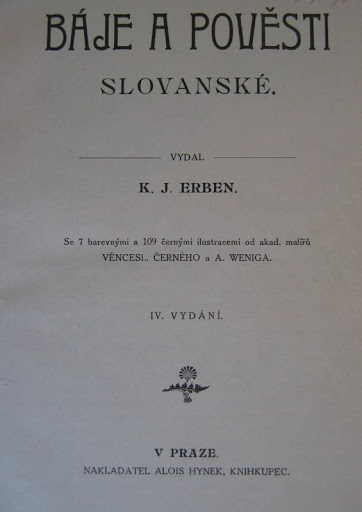 BÁJE A POVĚSTI
SLOVANSKÉ.
VYDAL
K. J. ERBEN.
Se 7 barevnými a 109 černými ilustracemi od akad. malířů
VĚNCESL. ČERNÉHO a A. WENIGA.
IV. VYDÁNÍ.
V PRAZE.
NAKLADATEL ALOIS HYNEK, KNIHKUPEC.